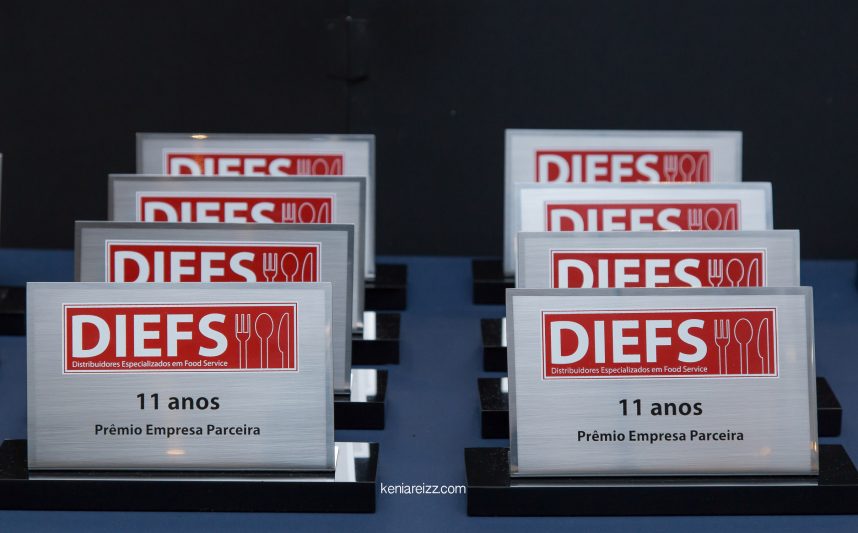 DIEFS
DIEFS
DIEFS
DIEFS
DIEFS
DIEFS
DIEFS
Distribuidores Especializados em Food Service
11 anos
Prêmio Empresa Parceira
DIEFS
Distribuidores Especializados em Food Service
11 anos
Prêmio Empresa Parceira
keniareizz.com